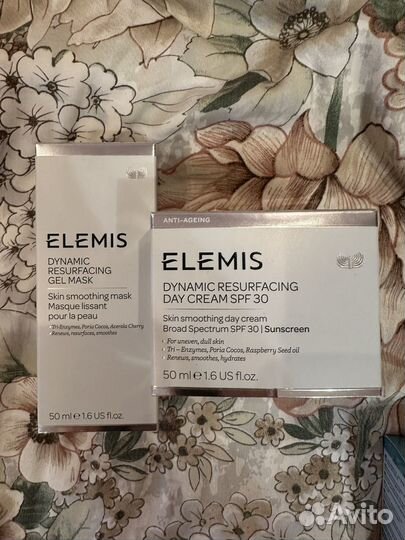 ELEMIS
DYNAMIC
RESURFACING
GEL MASK
Skin smoothing mask
Masque lissant
pour la peau
• Tri-Enzymes, Poria Cocos, Acerola Cherry
• Renews, resurfaces, smoothes
50 ml ℮ 1.6 US fl.oz.
ANTI-AGEING
ELEMIS
DYNAMIC RESURFACING
DAY CREAM SPF 30
Skin smoothing day cream
Broad Spectrum SPF 30 | Sunscreen
• For uneven, dull skin
• Tri – Enzymes, Poria Cocos, Raspberry Seed oil
• Renews, smoothes, hydrates
50 ml ℮ 1.6 US fl.oz.
Avito